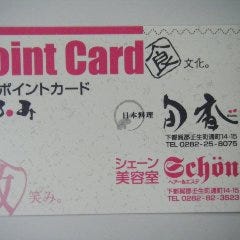 oint Card
食 文化。
ポイントカード
日本料理
下都賀郡壬生町通町14-15
TEL 0282-25-8075
シェーン
美容室
Schön
ヘアー&エステ
下都賀郡壬生町通町14-15
TEL 0282-82-3523
笑み。